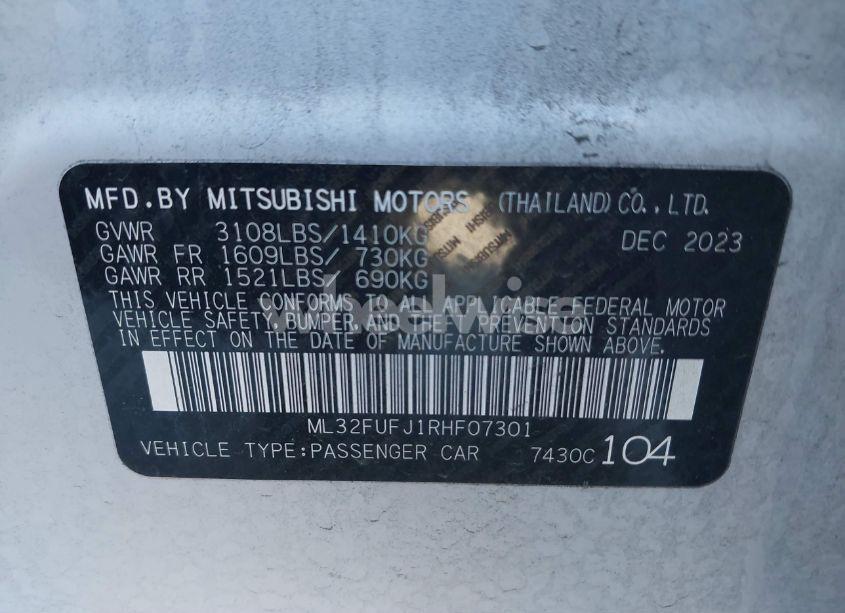 MFD.BY MITSUBISHI MOTORS (THAILAND)CO.,LTD.
GVWR 3108LBS/1410KG DEC 2023
GAWR FR 1609LBS/ 730KG
GAWR RR 1521LBS/ 690KG
THIS VEHICLE CONFORMS TO ALL APPLICABLE FEDERAL MOTOR
VEHICLE SAFETY,BUMPER,AND THEFT PREVENTION STANDARDS
IN EFFECT ON THE DATE OF MANUFACTURE SHOWN ABOVE.
wheelwise
ML32FUFJ1RHF07301
VEHICLE TYPE:PASSENGER CAR 7430C 104